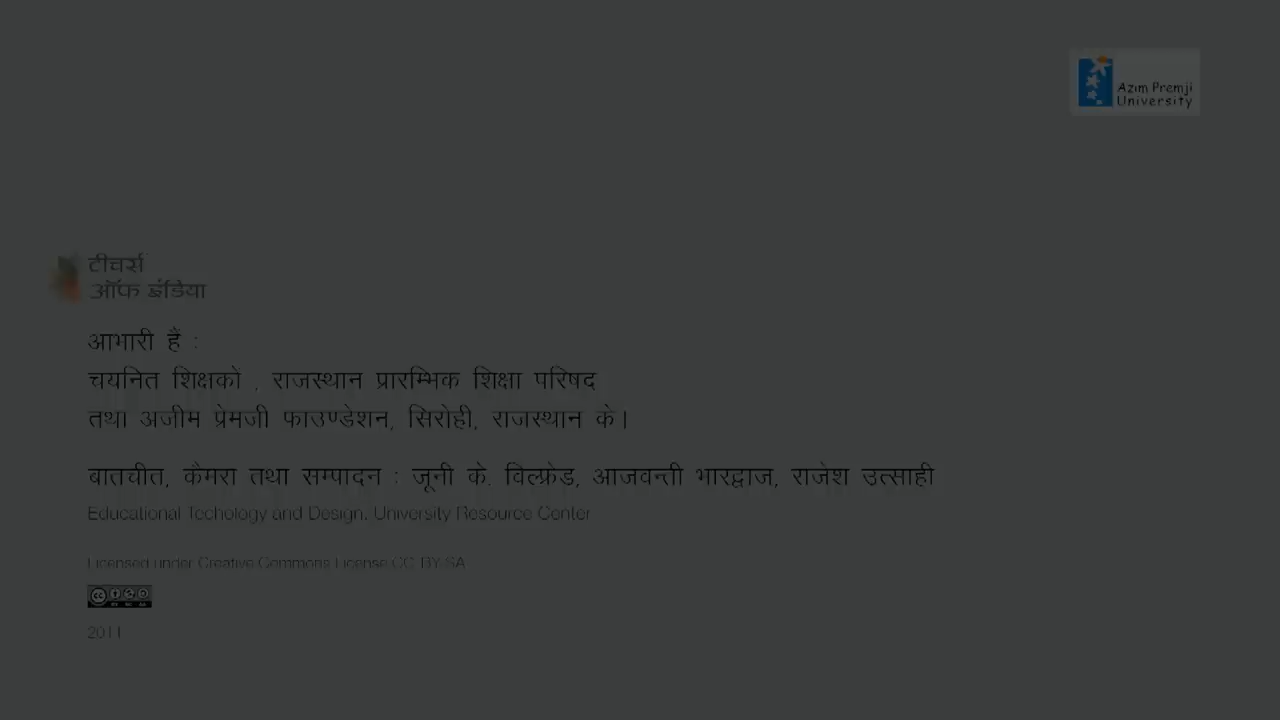 Azim Premji
University
टीचर्स
ऑफ इंडिया
आभारी हैं :
चयनित शिक्षकों , राजस्थान प्रारम्भिक शिक्षा परिषद
तथा अजीम प्रेमजी फाउण्डेशन, सिरोही, राजस्थान के।
बातचीत, कैमरा तथा सम्पादन : जूनी के. विल्फ्रेड, आजवन्ती भारद्वाज, राजेश उत्साही
Educational Techology and Design, University Resource Center
Licensed under Creative Commons License CC BY-SA
2011